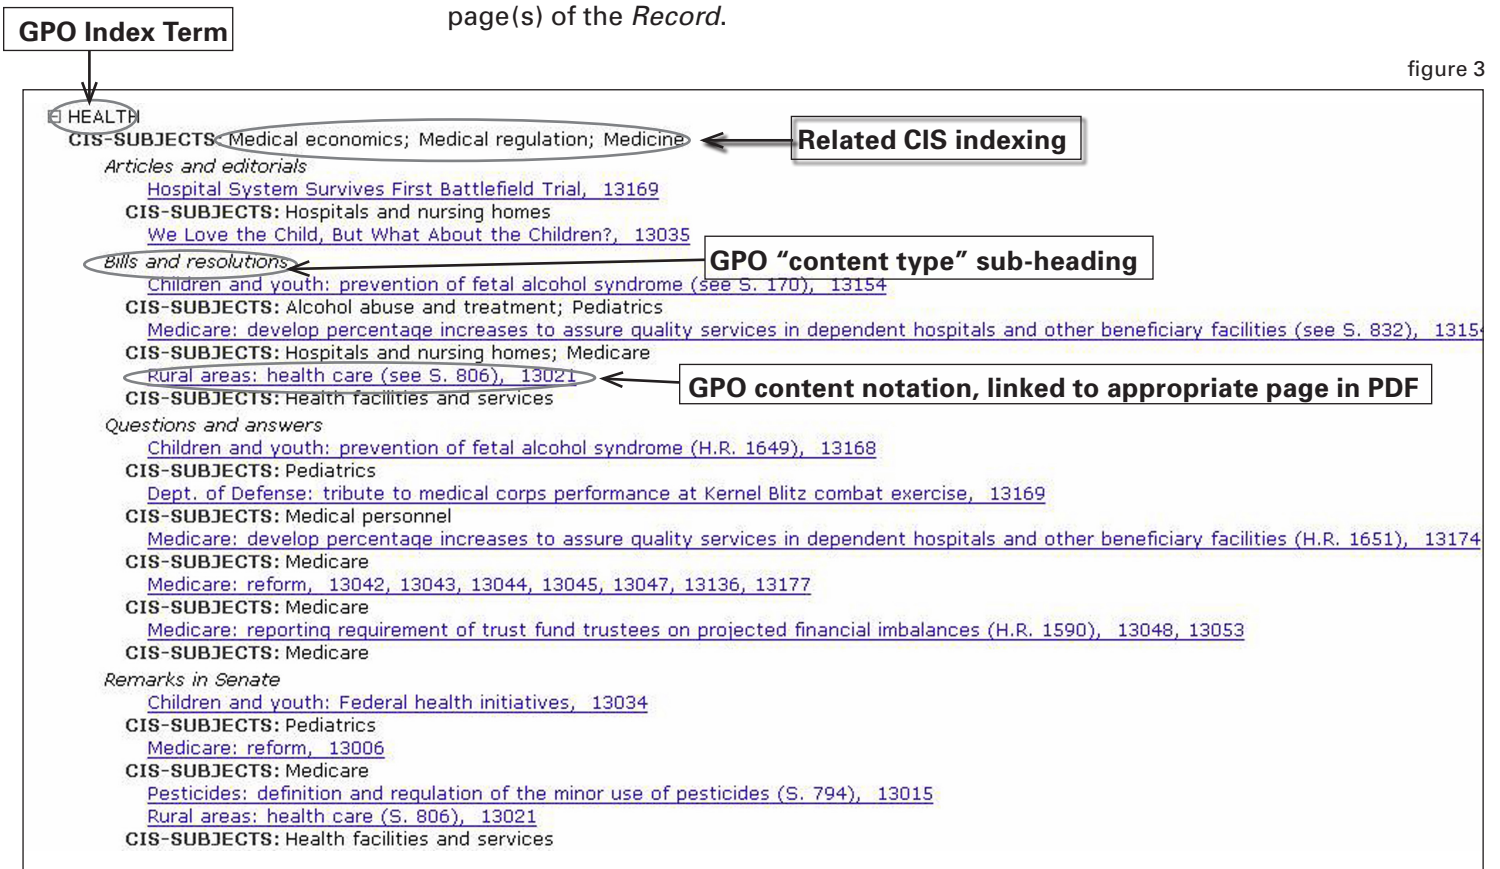 page(s) of the Record.
GPO Index Term
figure 3
HEALTH
CIS-SUBJECTS: Medical economics; Medical regulation; Medicine
Related CIS indexing
Articles and editorials
Hospital System Survives First Battlefield Trial, 13169
CIS-SUBJECTS: Hospitals and nursing homes
We Love the Child, But What About the Children?, 13035
Bills and resolutions
GPO “content type” sub-heading
Children and youth: prevention of fetal alcohol syndrome (see S. 170), 13154
CIS-SUBJECTS: Alcohol abuse and treatment; Pediatrics
Medicare: develop percentage increases to assure quality services in dependent hospitals and other beneficiary facilities (see S. 832), 1315
CIS-SUBJECTS: Hospitals and nursing homes; Medicare
Rural areas: health care (see S. 806), 13021
GPO content notation, linked to appropriate page in PDF
CIS-SUBJECTS: Health facilities and services
Questions and answers
Children and youth: prevention of fetal alcohol syndrome (H.R. 1649), 13168
CIS-SUBJECTS: Pediatrics
Dept. of Defense: tribute to medical corps performance at Kernel Blitz combat exercise, 13169
CIS-SUBJECTS: Medical personnel
Medicare: develop percentage increases to assure quality services in dependent hospitals and other beneficiary facilities (H.R. 1651), 13174
CIS-SUBJECTS: Medicare
Medicare: reform, 13042, 13043, 13044, 13045, 13047, 13136, 13177
CIS-SUBJECTS: Medicare
Medicare: reporting requirement of trust fund trustees on projected financial imbalances (H.R. 1590), 13048, 13053
CIS-SUBJECTS: Medicare
Remarks in Senate
Children and youth: Federal health initiatives, 13034
CIS-SUBJECTS: Pediatrics
Medicare: reform, 13006
CIS-SUBJECTS: Medicare
Pesticides: definition and regulation of the minor use of pesticides (S. 794), 13015
Rural areas: health care (S. 806), 13021
CIS-SUBJECTS: Health facilities and services